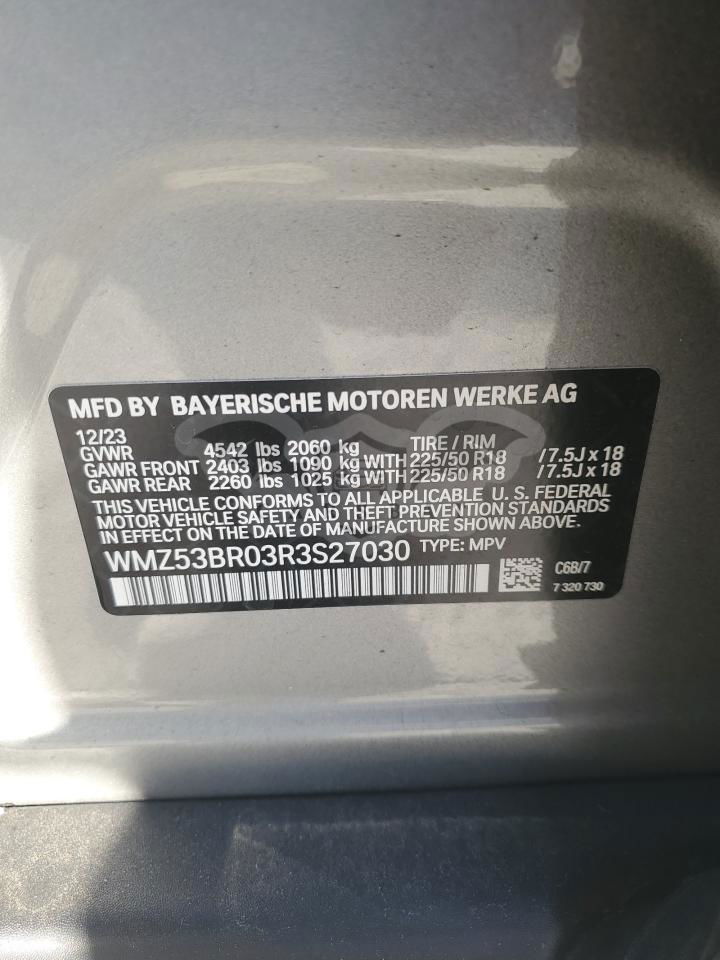 MFD BY BAYERISCHE MOTOREN WERKE AG
12/23 TIRE / RIM
GVWR 4542 lbs 2060 kg
GAWR FRONT 2403 lbs 1090 kg WITH 225/50 R18 /7.5J x 18
GAWR REAR 2260 lbs 1025 kg WITH 225/50 R18 /7.5J x 18
THIS VEHICLE CONFORMS TO ALL APPLICABLE U. S. FEDERAL
MOTOR VEHICLE SAFETY AND THEFT PREVENTION STANDARDS
IN EFFECT ON THE DATE OF MANUFACTURE SHOWN ABOVE.
WMZ53BR03R3S27030 TYPE: MPV
C6B/7
7 320 730